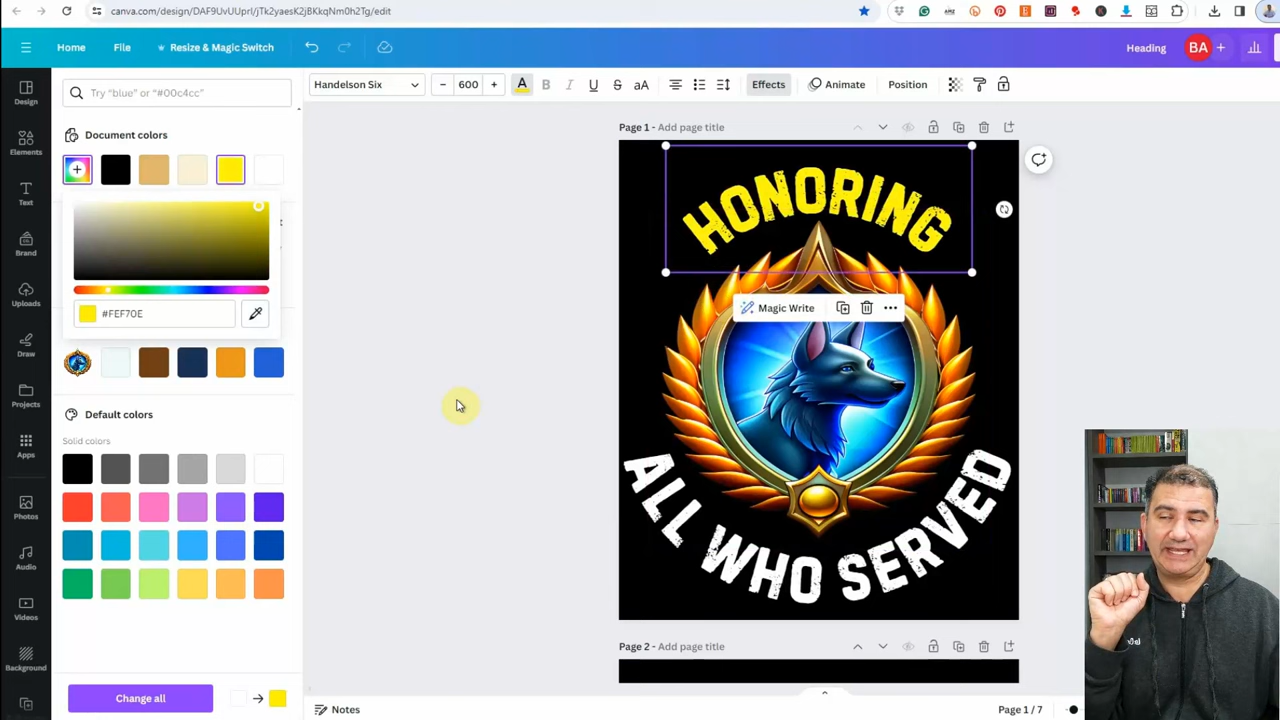 canva.com/design/DAF9UvUUprI/jTk2yaesK2jBKkqNm0h2Tg/edit
Home File Resize & Magic Switch Heading BA
Handelson Six 600 A B I U S aA Effects Animate Position
Try "blue" or "#00c4cc"
Design
Elements
Text
Brand
Uploads
Draw
Projects
Apps
Photos
Audio
Videos
Background
Document colors
#FEF70E
Default colors
Solid colors
Change all
Page 1 - Add page title
HONORING
Magic Write
ALL WHO SERVED
Page 2 - Add page title
Notes
Page 1 / 7